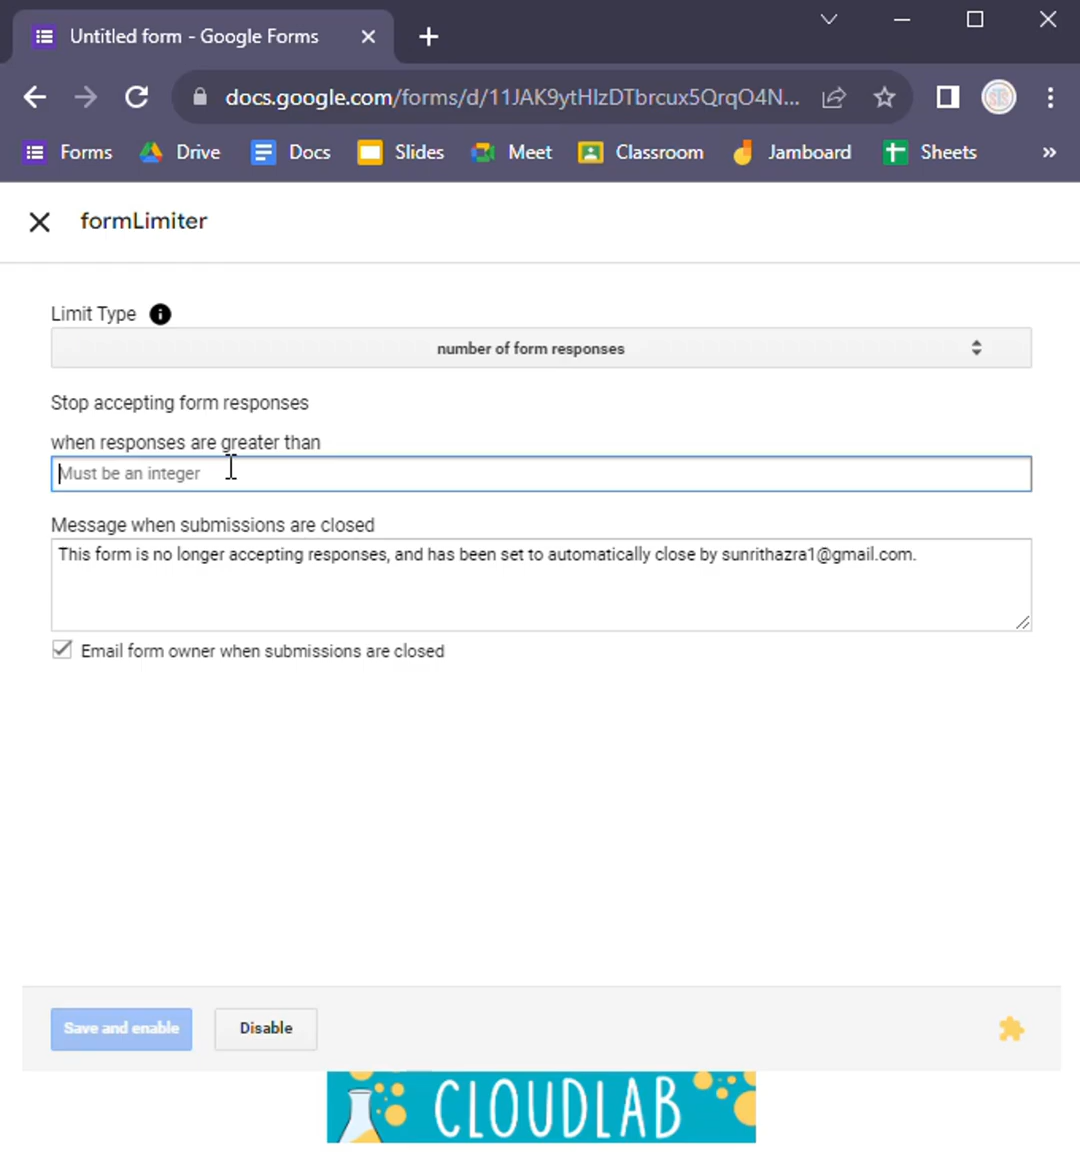 Untitled form - Google Forms
docs.google.com/forms/d/11JAK9ytHIzDTbrcux5QrqO4N...
Forms Drive Docs Slides Meet Classroom Jamboard Sheets »
formLimiter
Limit Type
number of form responses
Stop accepting form responses
when responses are greater than
Must be an integer
Message when submissions are closed
This form is no longer accepting responses, and has been set to automatically close by sunrithazra1@gmail.com.
Email form owner when submissions are closed
Save and enable Disable
CLOUDLAB